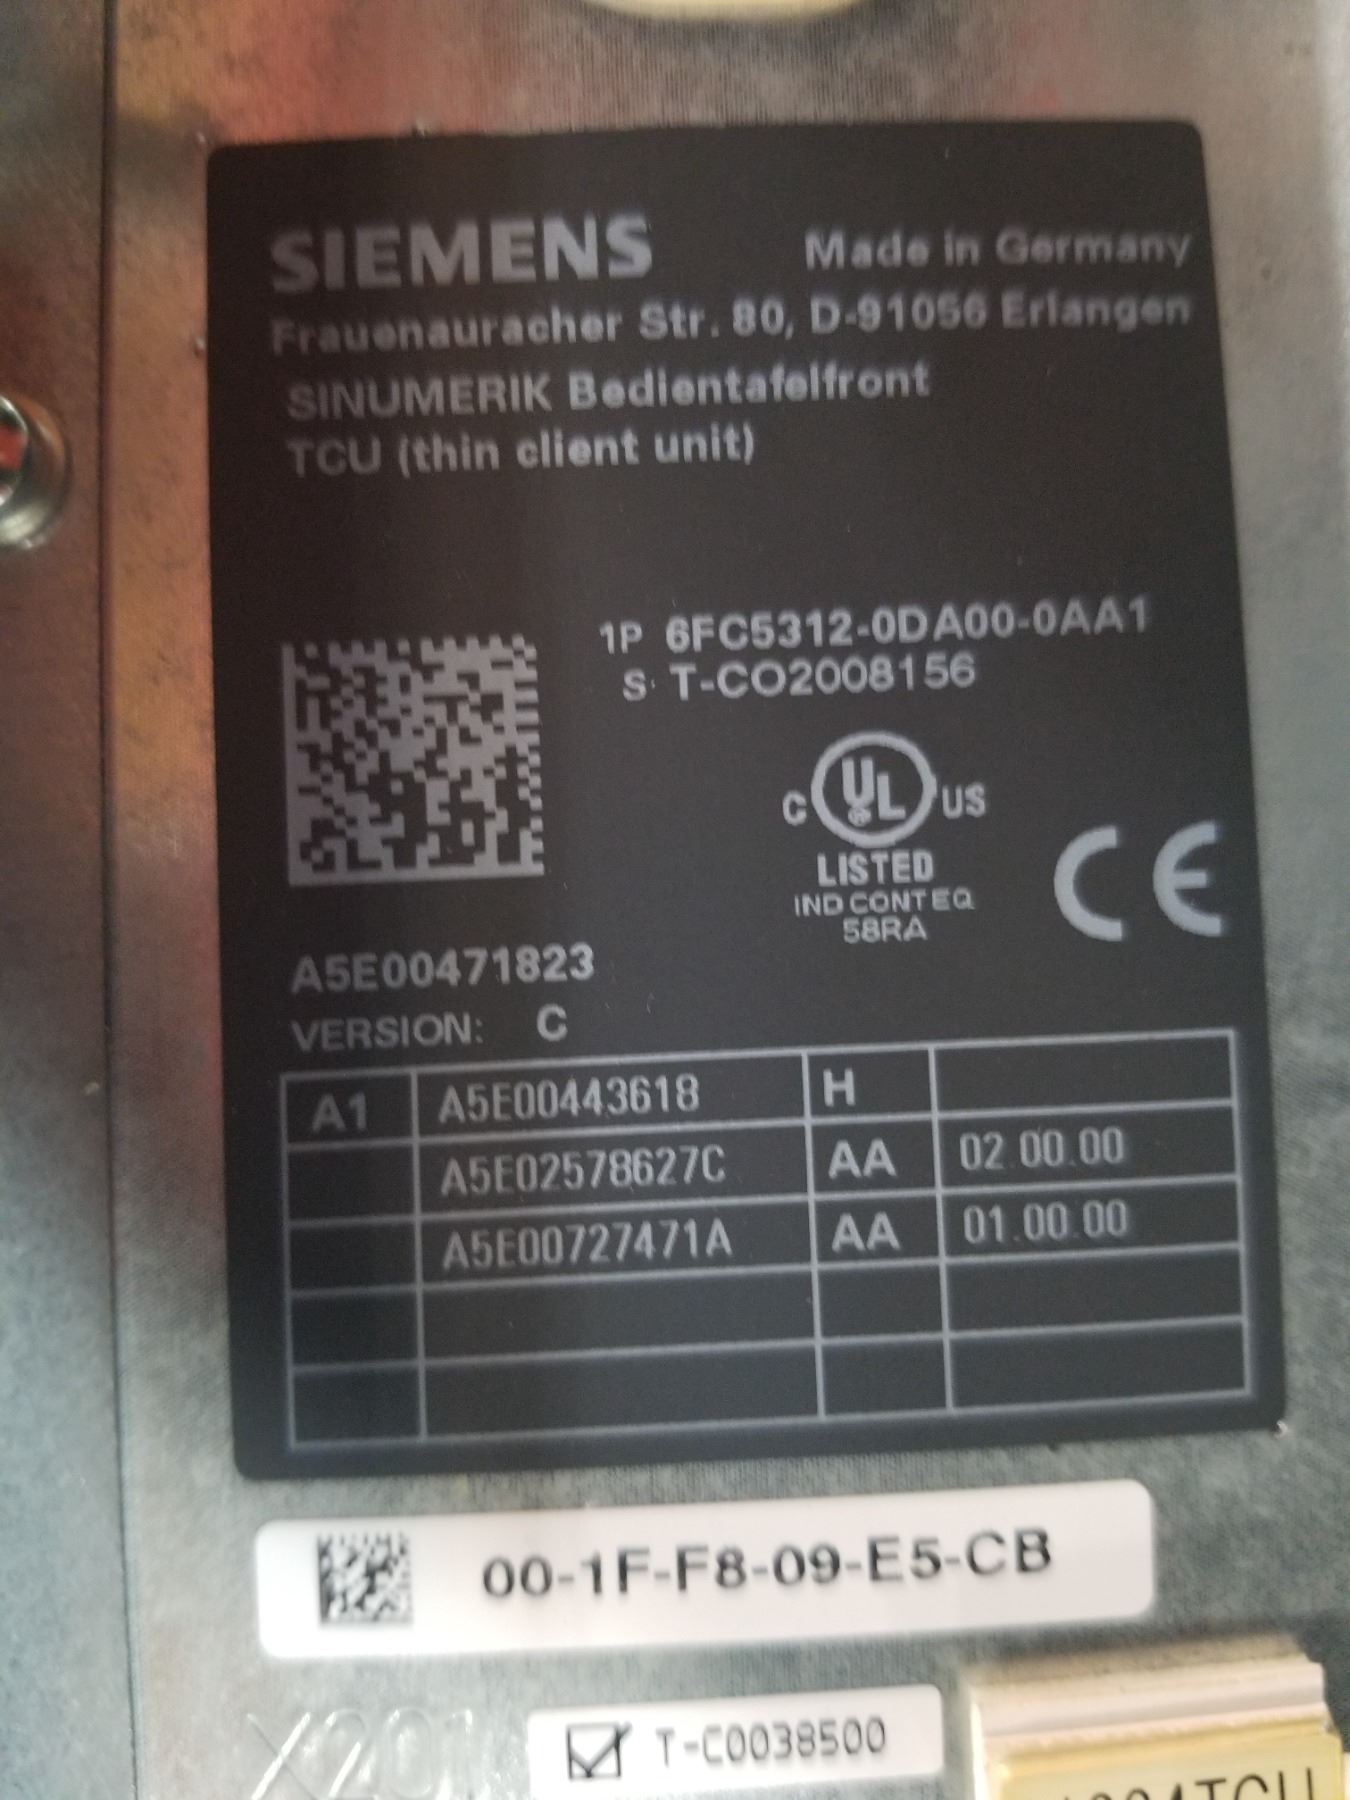 SIEMENS Made in Germany
Frauenauracher Str. 80, D-91056 Erlangen
SINUMERIK Bedientafelfront
TCU (thin client unit)
1P 6FC5312-0DA00-0AA1
S T-CO2008156
C UL US
LISTED
IND CONT EQ
58RA
CE
A5E00471823
VERSION: C
A1 A5E00443618 H
A5E02578627C AA 02.00.00
A5E00727471A AA 01.00.00
00-1F-F8-09-E5-CB
X201
T-C0038500